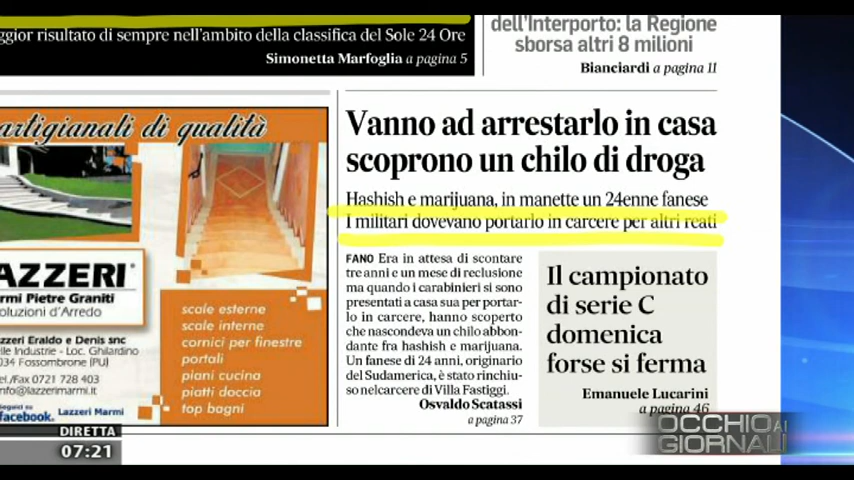 ggior risultato di sempre nell'ambito della classifica del Sole 24 Ore
Simonetta Marfoglia a pagina 5
dell'Interporto: la Regione
sborsa altri 8 milioni
Bianciardi a pagina 11
artigianali di qualità
AZZERI
rmi Pietre Graniti
oluzioni d'Arredo
zzeri Eraldo e Denis snc
le Industrie - Loc. Ghilardino
034 Fossombrone (PU)
el./Fax 0721 728 403
nfo@lazzerimarmi.it
seguici su
facebook. Lazzeri Marmi
scale esterne
scale interne
cornici per finestre
portali
piani cucina
piatti doccia
top bagni
Vanno ad arrestarlo in casa
scoprono un chilo di droga
Hashish e marijuana, in manette un 24enne fanese
I militari dovevano portarlo in carcere per altri reati
FANO Era in attesa di scontare
tre anni e un mese di reclusione
ma quando i carabinieri si sono
presentati a casa sua per portar-
lo in carcere, hanno scoperto
che nascondeva un chilo abbon-
dante fra hashish e marijuana.
Un fanese di 24 anni, originario
del Sudamerica, è stato rinchiu-
so nelcarcere di Villa Fastiggi.
Osvaldo Scatassi
a pagina 37
Il campionato
di serie C
domenica
forse si ferma
Emanuele Lucarini
a pagina 46
DIRETTA
07:21
OCCHIO AI
GIORNALI